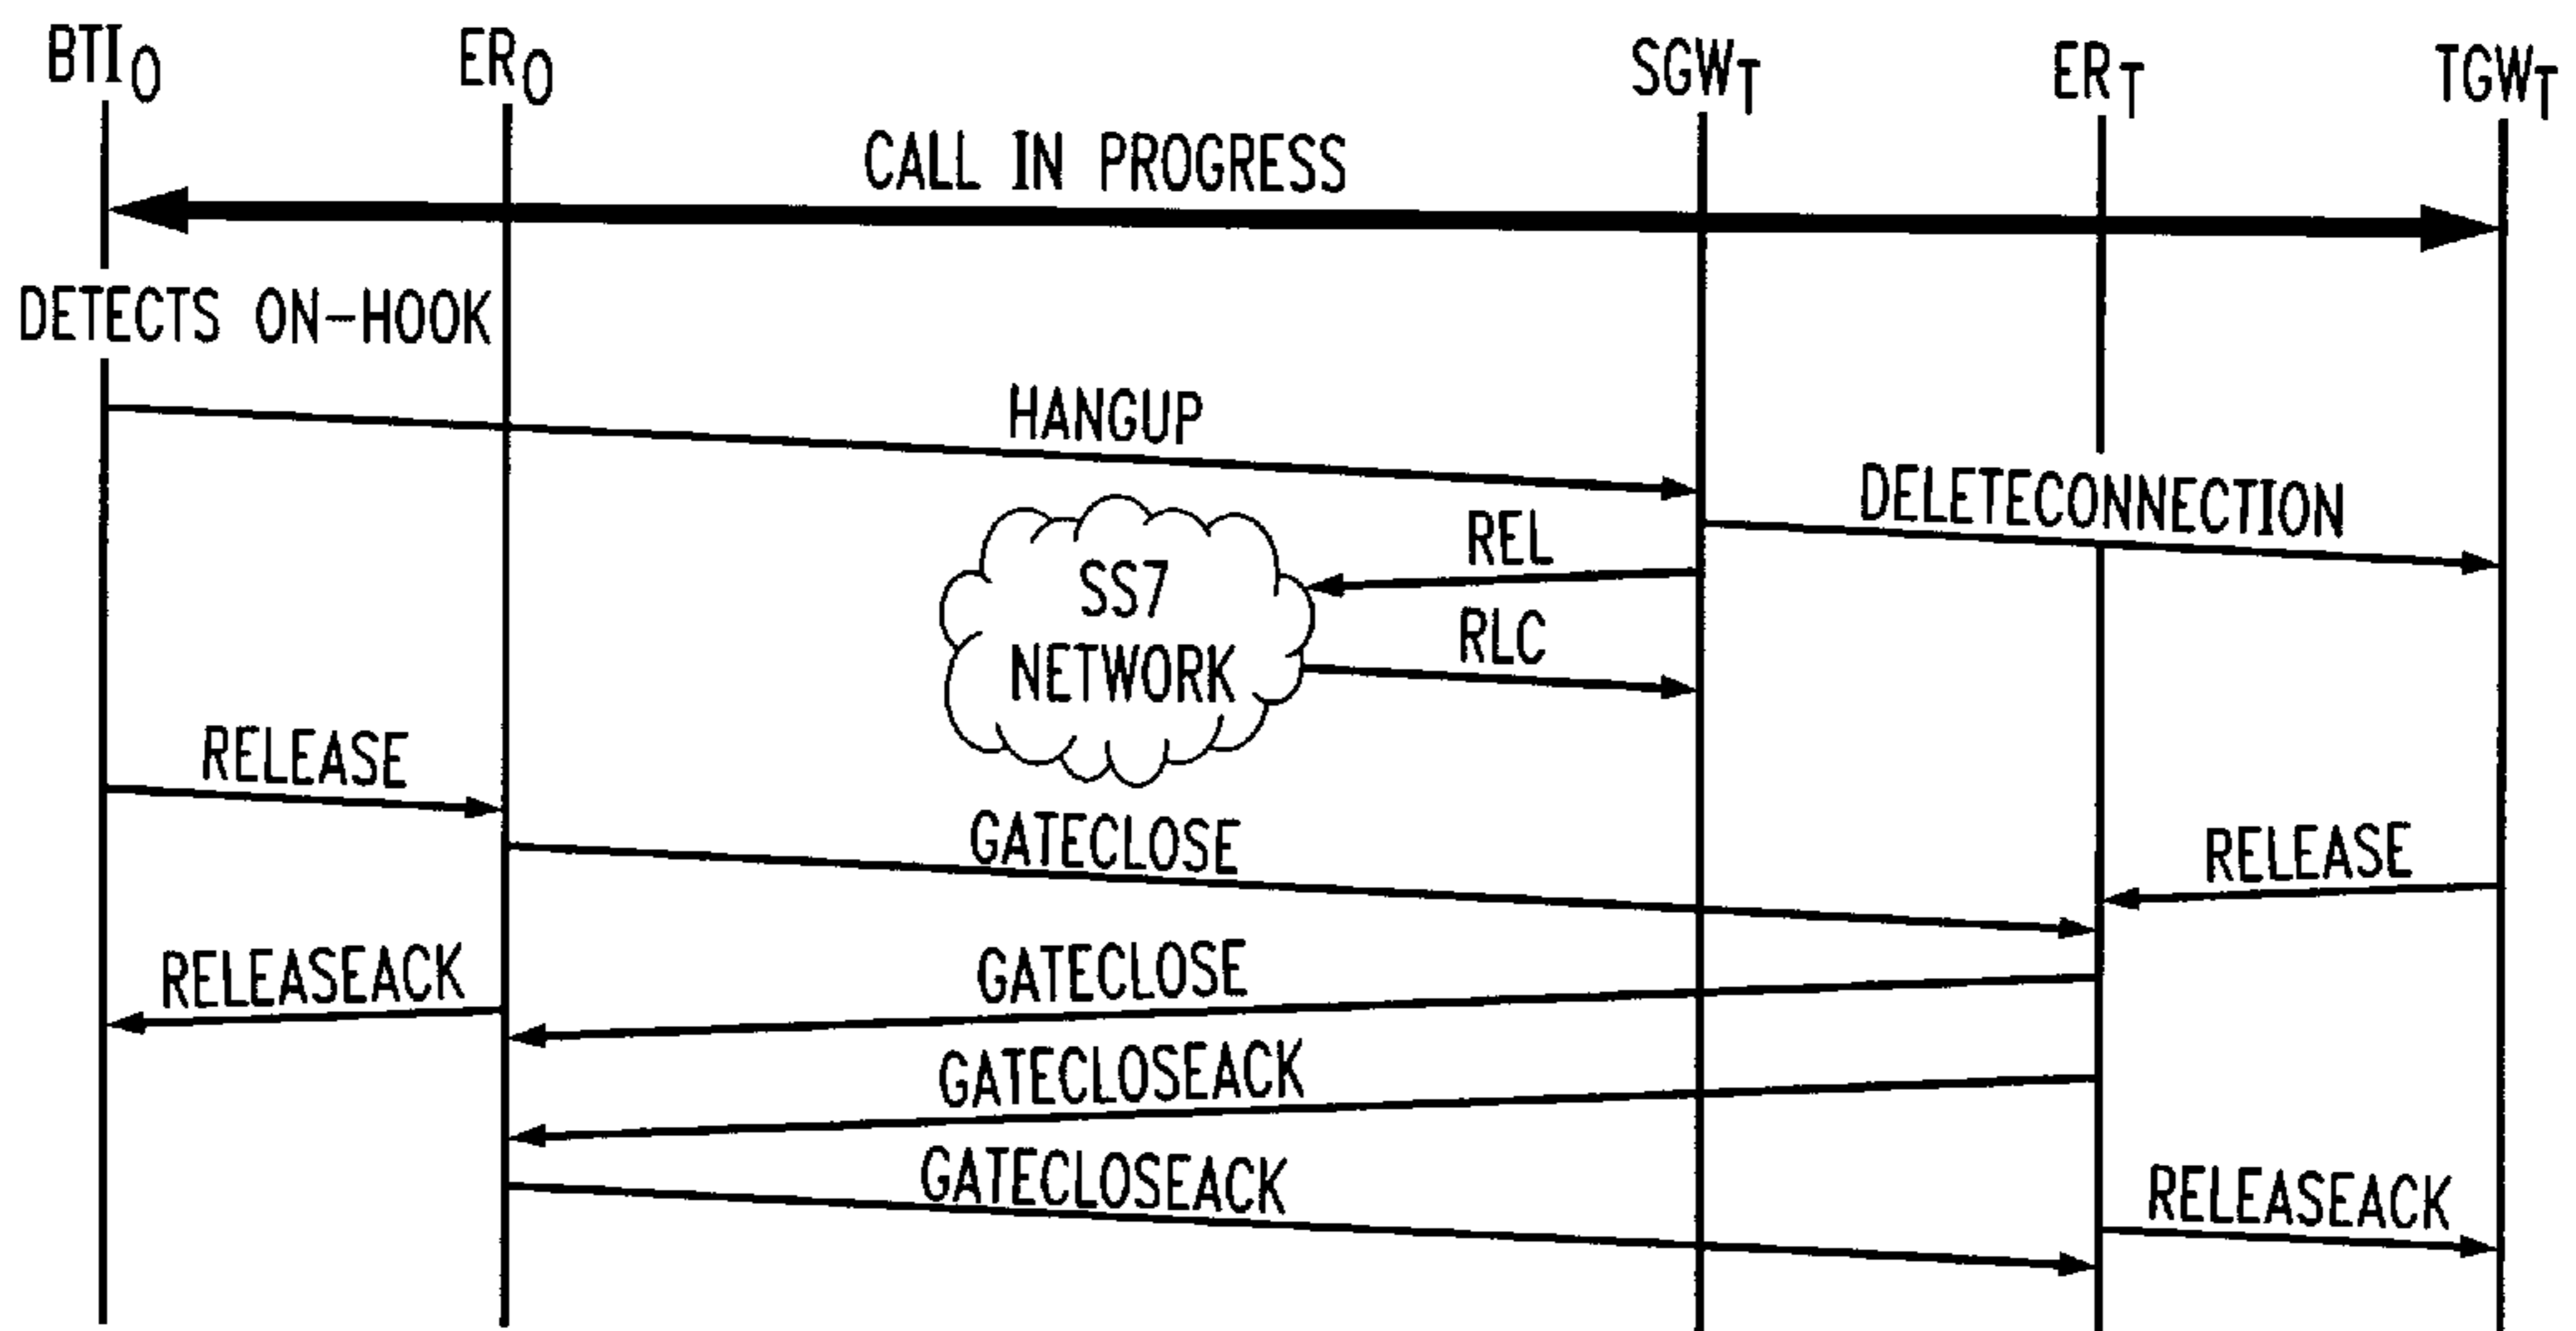 BTIO
ERO
SGWT
ERT
TGWT
CALL IN PROGRESS
DETECTS ON-HOOK
HANGUP
DELETECONNECTION
REL
SS7
NETWORK
RLC
RELEASE
GATECLOSE
RELEASE
RELEASEACK
GATECLOSE
GATECLOSEACK
GATECLOSEACK
RELEASEACK